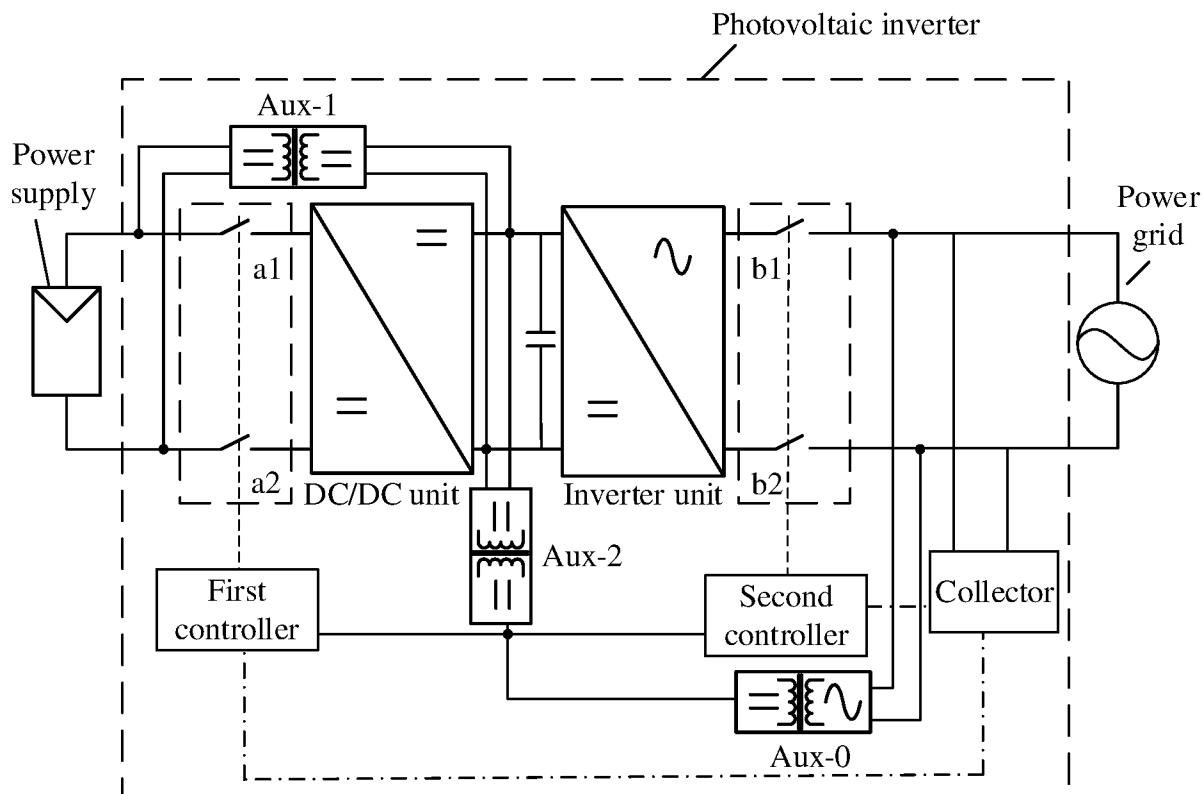 Photovoltaic inverter
Aux-1
Power
supply
Power
grid
a1
b1
a2
b2
DC/DC unit
Inverter unit
Aux-2
First
controller
Second
controller
Collector
Aux-0